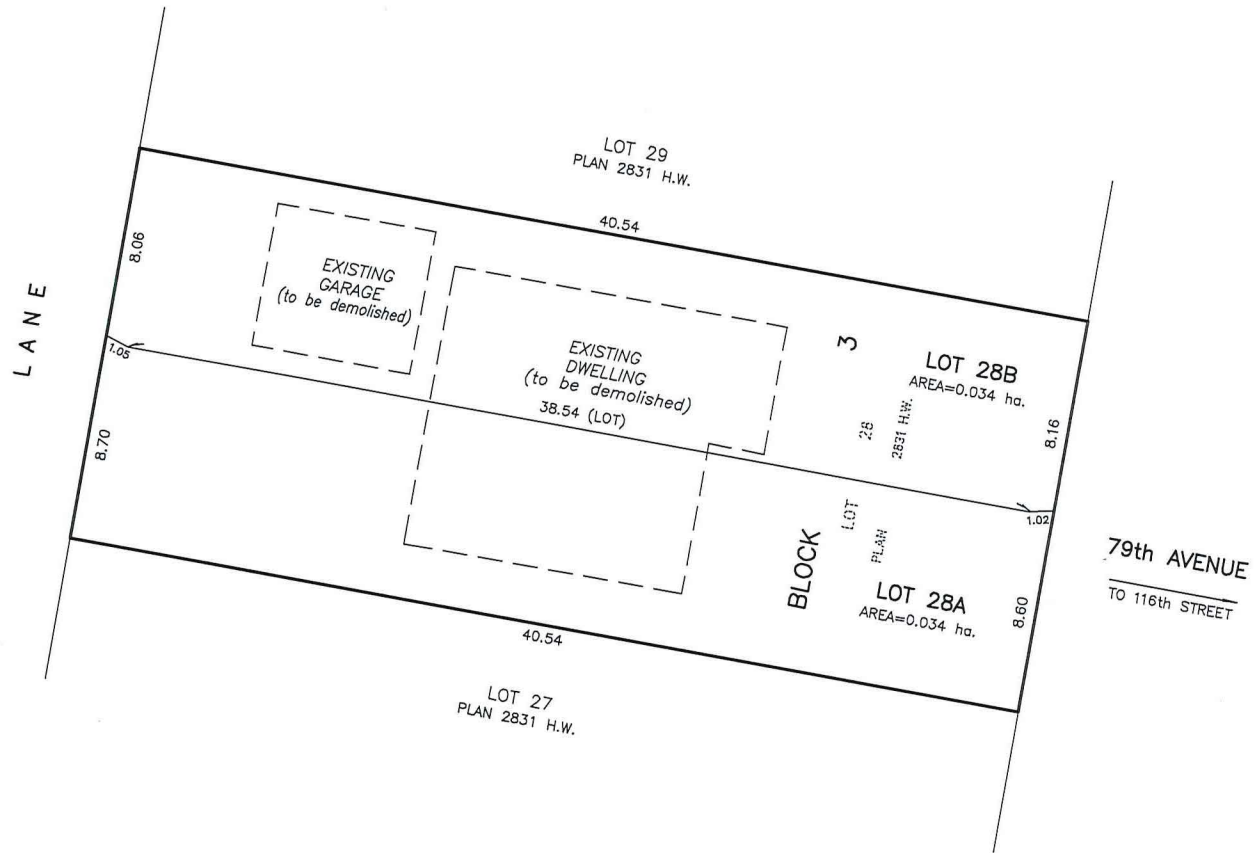 LOT 29
PLAN 2831 H.W.
40.54
8.06
LANE
EXISTING
GARAGE
(to be demolished)
EXISTING
DWELLING
(to be demolished)
38.54 (LOT)
3
LOT 28B
AREA=0.034 ha.
28
2831 H.W.
8.16
1.05
8.70
1.02
LOT
PLAN
BLOCK
LOT 28A
AREA=0.034 ha.
8.60
79th AVENUE
TO 116th STREET
40.54
LOT 27
PLAN 2831 H.W.